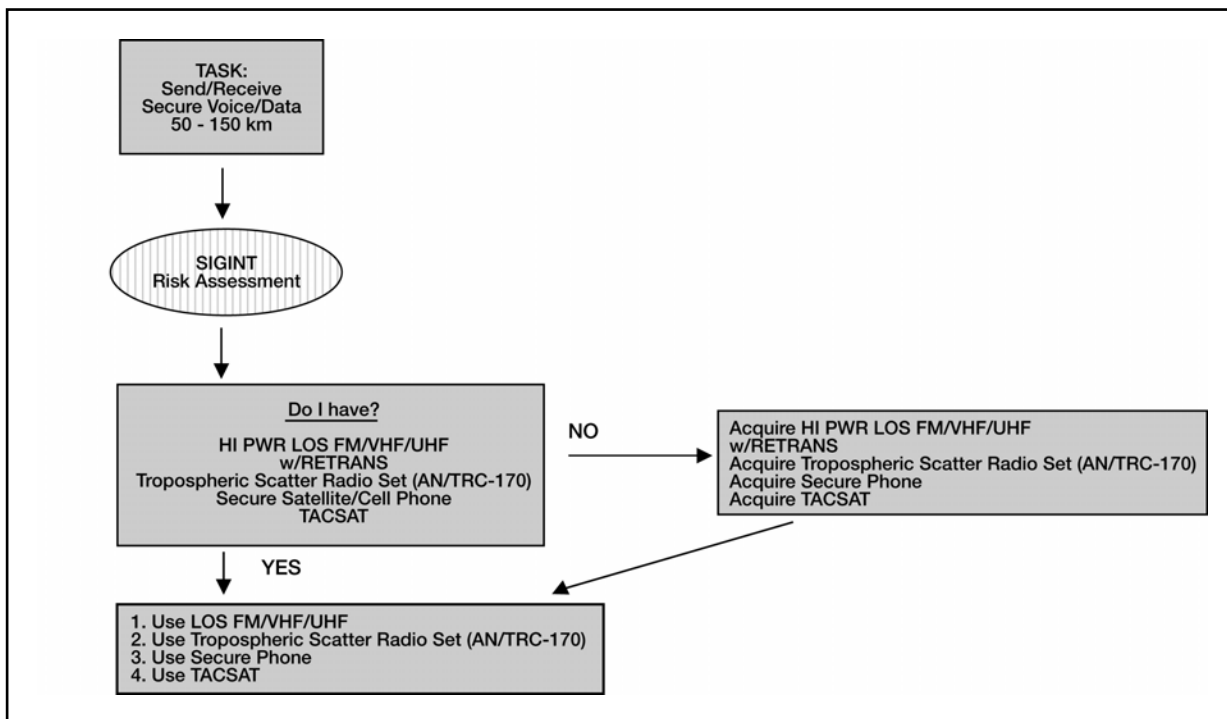 TASK:
Send/Receive
Secure Voice/Data
50 - 150 km
SIGINT
Risk Assessment
Do I have?
HI PWR LOS FM/VHF/UHF
w/RETRANS
Tropospheric Scatter Radio Set (AN/TRC-170)
Secure Satellite/Cell Phone
TACSAT
NO
Acquire HI PWR LOS FM/VHF/UHF
w/RETRANS
Acquire Tropospheric Scatter Radio Set (AN/TRC-170)
Acquire Secure Phone
Acquire TACSAT
YES
1. Use LOS FM/VHF/UHF
2. Use Tropospheric Scatter Radio Set (AN/TRC-170)
3. Use Secure Phone
4. Use TACSAT